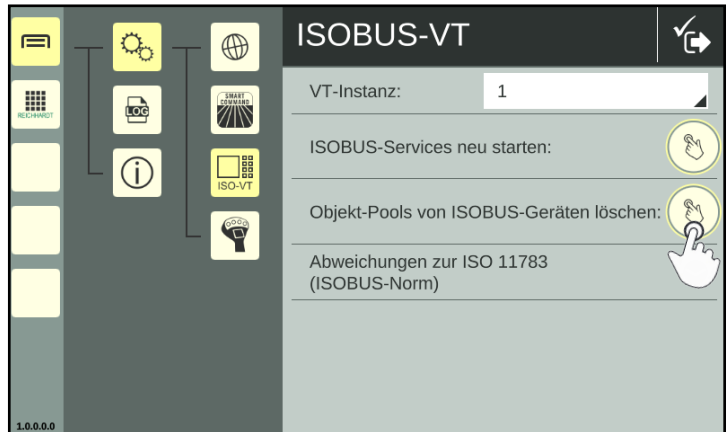 ISOBUS-VT
REICHHARDT
LOG
SMART
COMMAND
ISO-VT
VT-Instanz:
1
ISOBUS-Services neu starten:
Objekt-Pools von ISOBUS-Geräten löschen:
Abweichungen zur ISO 11783
(ISOBUS-Norm)
1.0.0.0.0